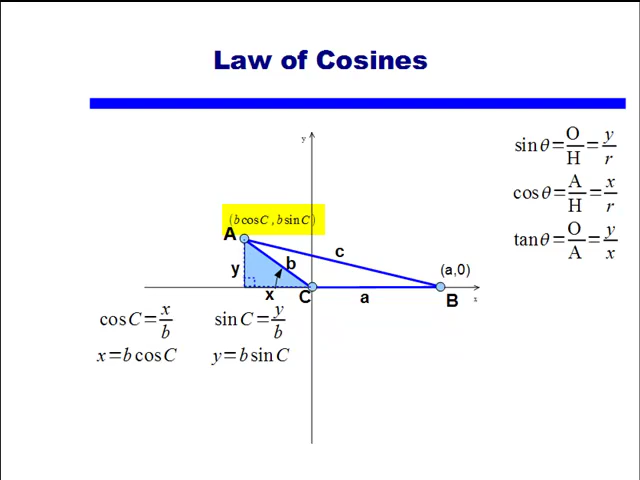 Law of Cosines
sin θ = O/H = y/r
cos θ = A/H = x/r
tan θ = O/A = y/x
y
(b cos C , b sin C)
A
c
b
y
(a,0)
x
C
a
B
x
cos C = x/b
sin C = y/b
x = b cos C
y = b sin C